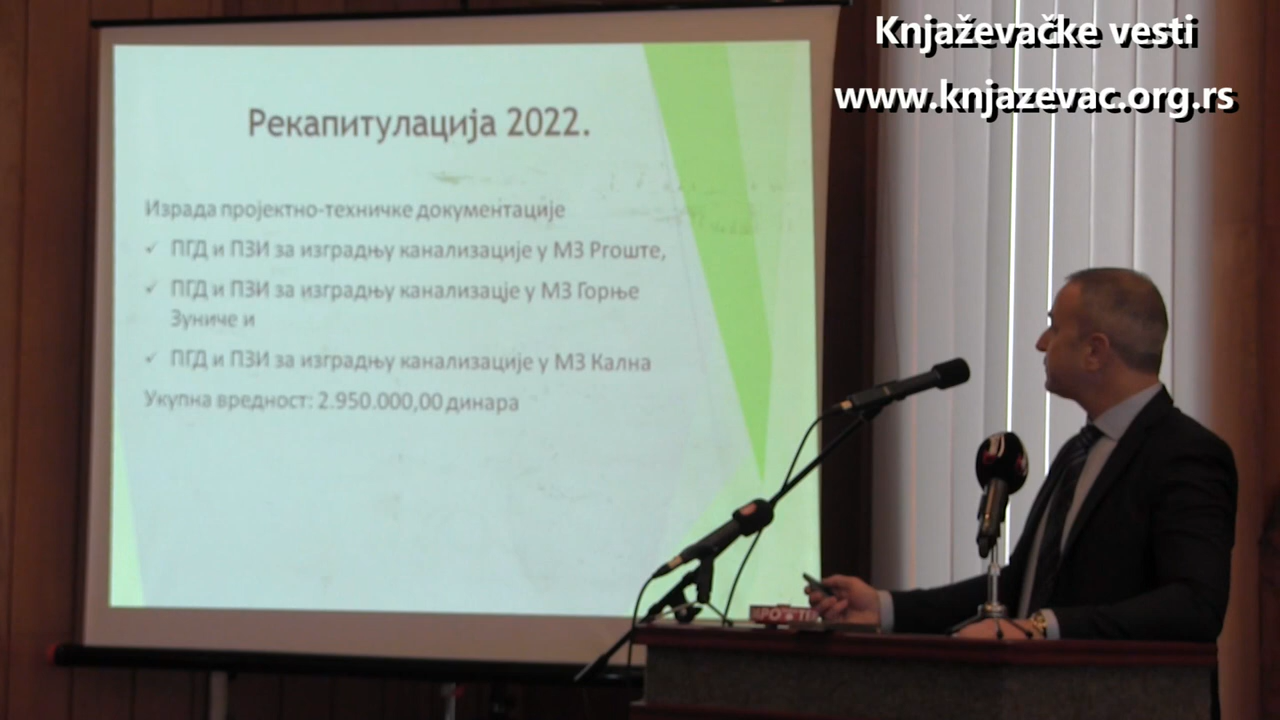 Knjaževačke vesti
www.knjazevac.org.rs
Рекапитулација 2022.
Израда пројектно-техничке документације
✓ ПГД и ПЗИ за изградњу канализације у МЗ Ргоште,
✓ ПГД и ПЗИ за изградњу канализацје у МЗ Горње
Зуниче и
✓ ПГД и ПЗИ за изградњу канализације у МЗ Кална
Укупна вредност: 2.950.000,00 динара